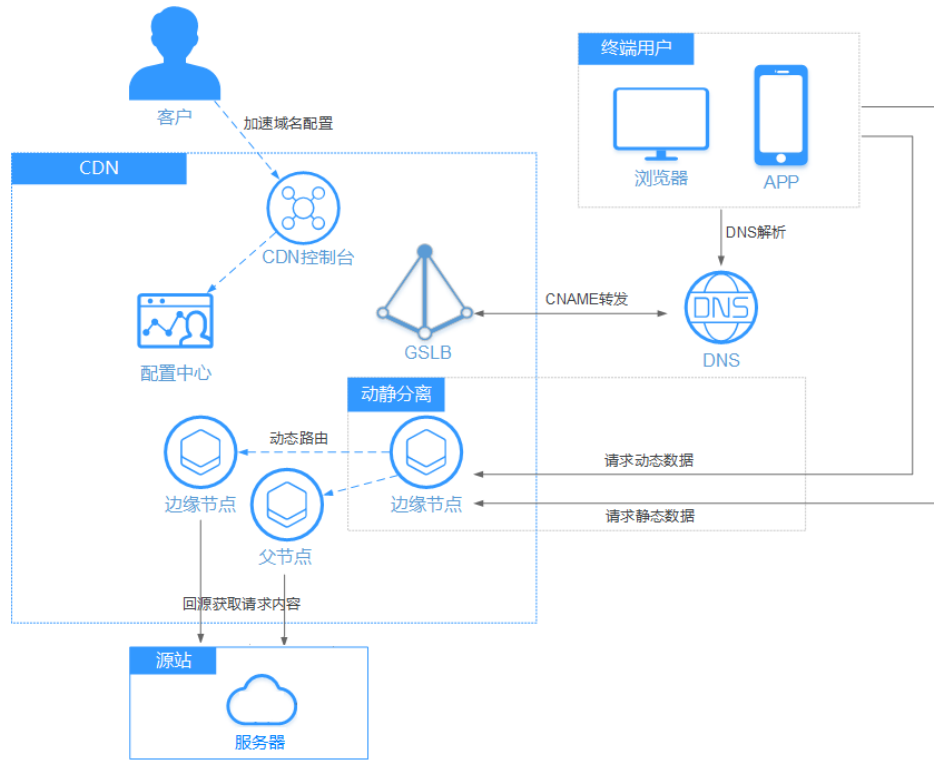 终端用户
客户
加速域名配置
浏览器
APP
CDN
CDN控制台
DNS解析
CNAME转发
DNS
DNS
GSLB
配置中心
动静分离
动态路由
请求动态数据
边缘节点
边缘节点
请求静态数据
父节点
回源获取请求内容
源站
服务器